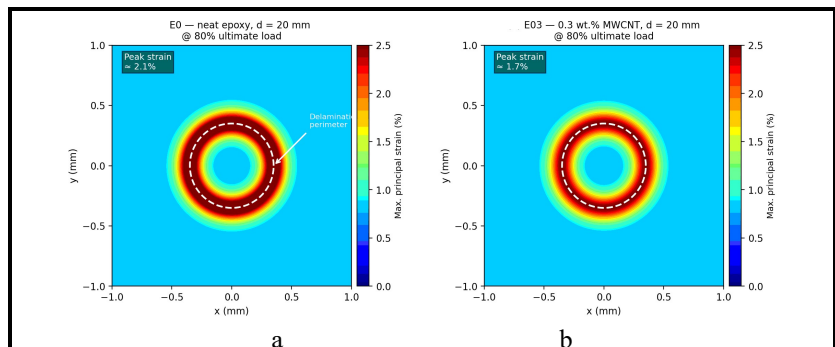 E0 — neat epoxy, d = 20 mm
@ 80% ultimate load
Peak strain
≈ 2.1%
Delaminati
perimeter
1.0
0.5
0.0
−0.5
−1.0
y (mm)
−1.0
−0.5
0.0
0.5
1.0
x (mm)
2.5
2.0
1.5
1.0
0.5
0.0
Max. principal strain (%)
a
E03 — 0.3 wt.% MWCNT, d = 20 mm
@ 80% ultimate load
Peak strain
≈ 1.7%
1.0
0.5
0.0
−0.5
−1.0
y (mm)
−1.0
−0.5
0.0
0.5
1.0
x (mm)
2.5
2.0
1.5
1.0
0.5
0.0
Max. principal strain (%)
b